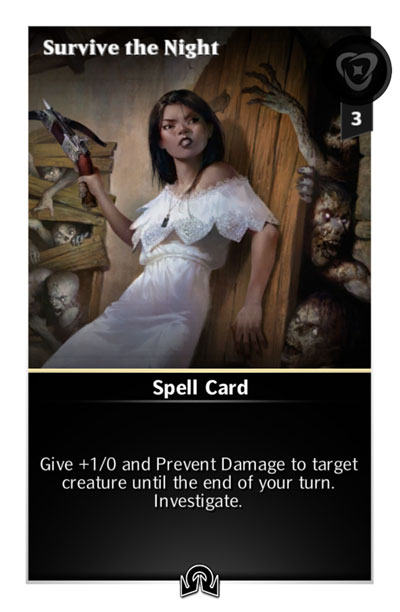 Survive the Night
3
Spell Card
Give +1/0 and Prevent Damage to target
creature until the end of your turn.
Investigate.